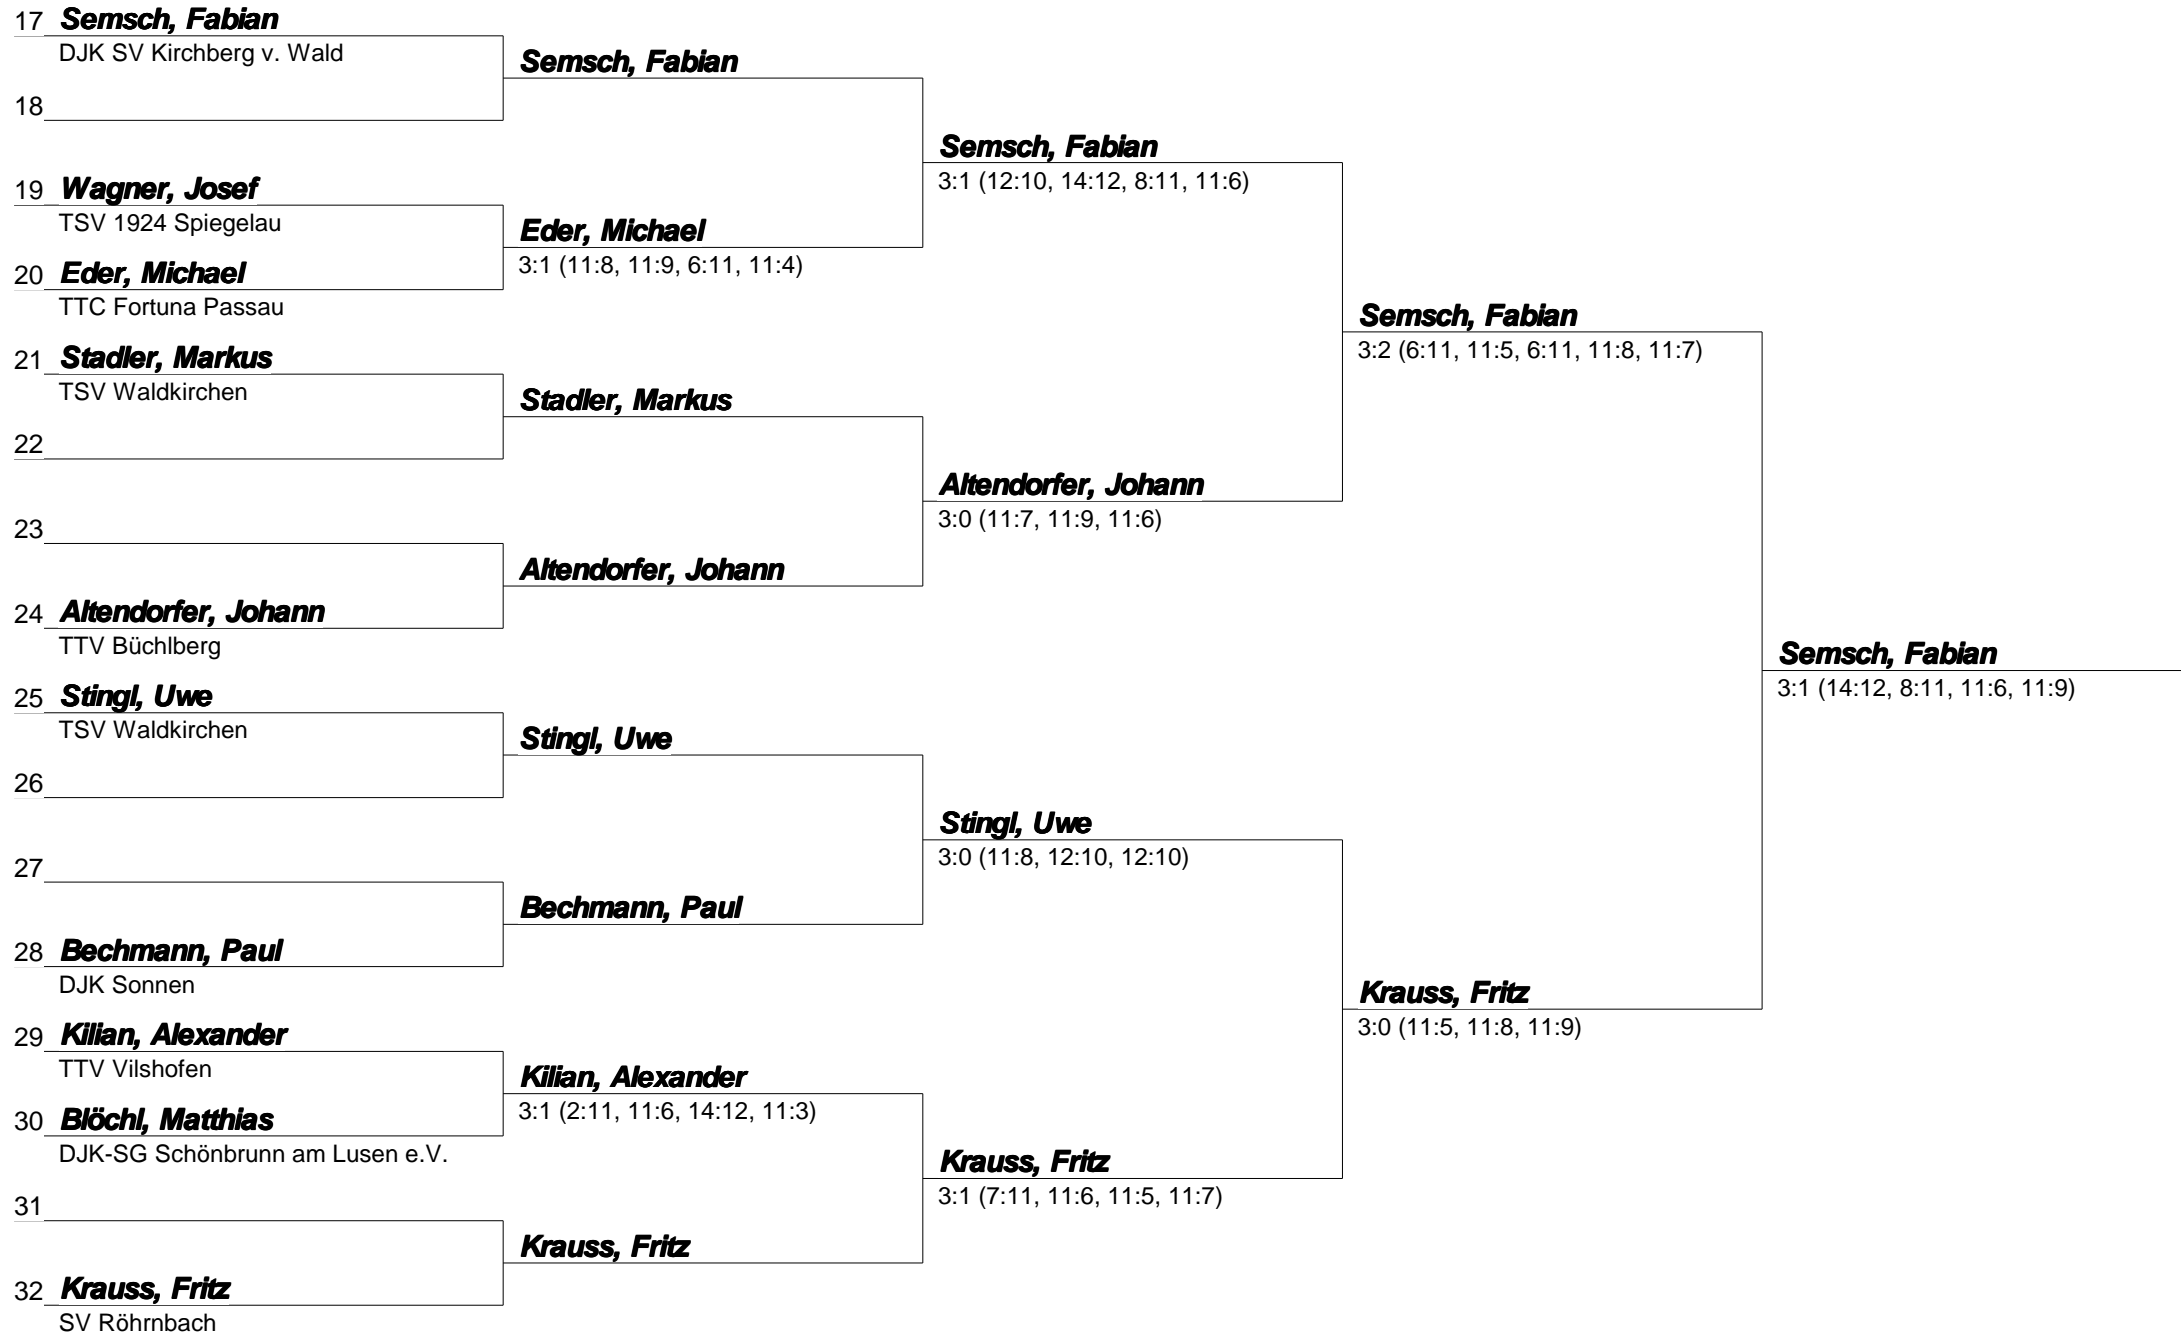 17 Semsch, Fabian
DJK SV Kirchberg v. Wald
Semsch, Fabian
18
Semsch, Fabian
3:1 (12:10, 14:12, 8:11, 11:6)
19 Wagner, Josef
TSV 1924 Spiegelau
Eder, Michael
3:1 (11:8, 11:9, 6:11, 11:4)
20 Eder, Michael
TTC Fortuna Passau
Semsch, Fabian
3:2 (6:11, 11:5, 6:11, 11:8, 11:7)
21 Stadler, Markus
TSV Waldkirchen
Stadler, Markus
22
Altendorfer, Johann
3:0 (11:7, 11:9, 11:6)
23
Altendorfer, Johann
24 Altendorfer, Johann
TTV Büchlberg
Semsch, Fabian
3:1 (14:12, 8:11, 11:6, 11:9)
25 Stingl, Uwe
TSV Waldkirchen
Stingl, Uwe
26
Stingl, Uwe
3:0 (11:8, 12:10, 12:10)
27
Bechmann, Paul
28 Bechmann, Paul
DJK Sonnen
Krauss, Fritz
3:0 (11:5, 11:8, 11:9)
29 Kilian, Alexander
TTV Vilshofen
Kilian, Alexander
3:1 (2:11, 11:6, 14:12, 11:3)
30 Blöchl, Matthias
DJK-SG Schönbrunn am Lusen e.V.
Krauss, Fritz
3:1 (7:11, 11:6, 11:5, 11:7)
31
Krauss, Fritz
32 Krauss, Fritz
SV Röhrnbach